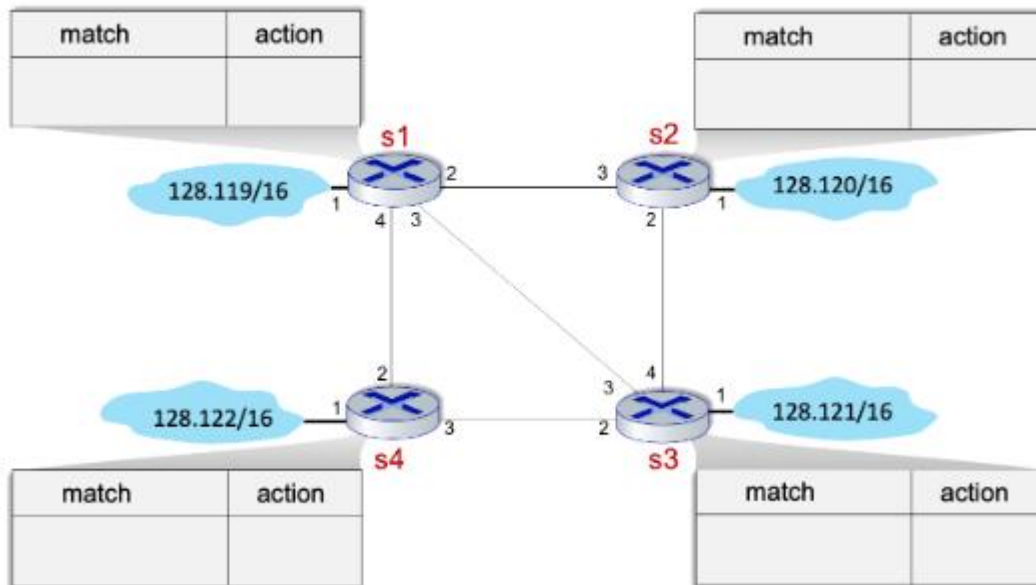 match action
match action
s1
s2
128.119/16
1
2
4
3
3
1
2
128.120/16
128.122/16
1
2
3
s4
3
4
2
1
128.121/16
s3
match action
match action